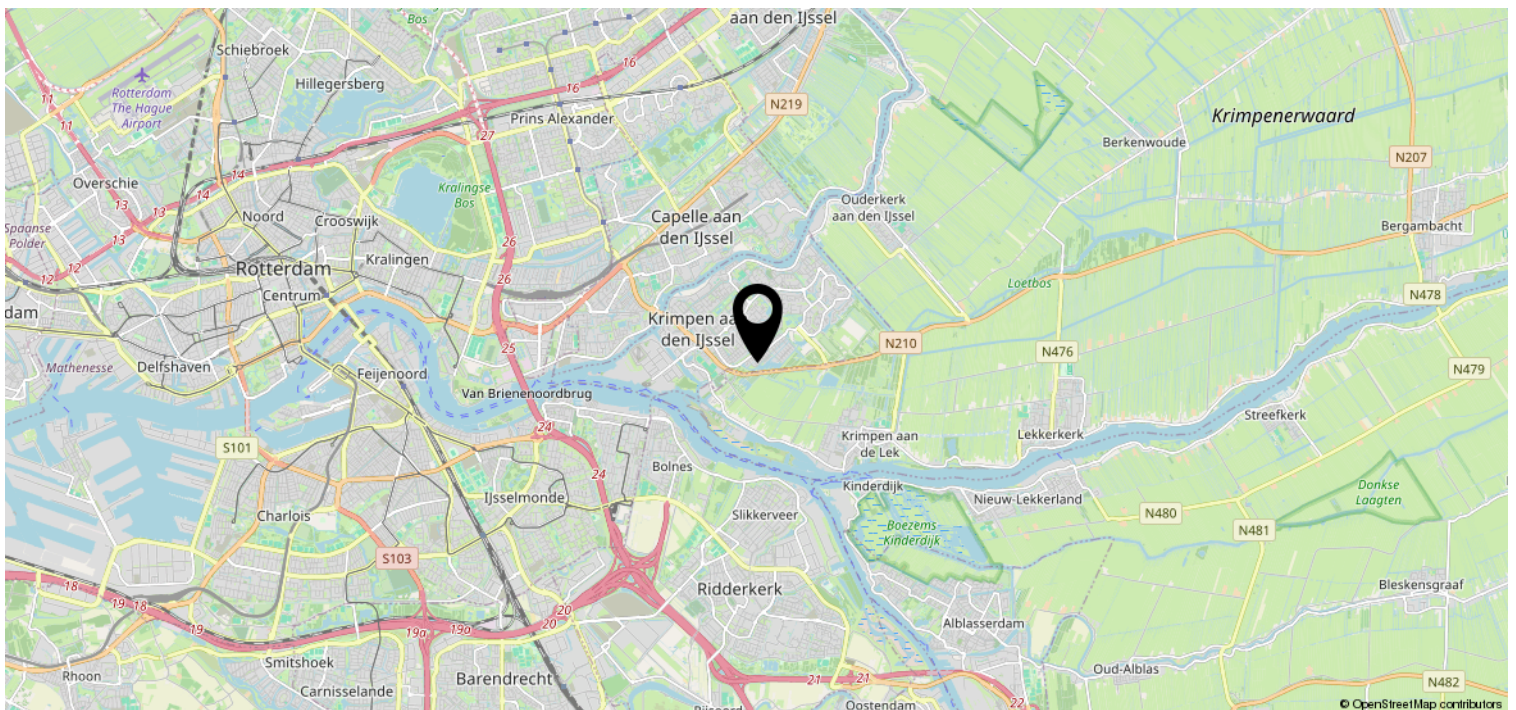 Bos
aan den IJssel
Schiebroek
16
Hillegersberg
16
11
Rotterdam
The Hague
Airport
11
N219
Prins Alexander
Krimpenerwaard
27
Berkenwoude
N207
14
14
Overschie
13
13
Kralingse
Bos
Noord
Crooswijk
Ouderkerk
aan den IJssel
Capelle aan
den IJssel
Spaanse
Polder
13
Bergambacht
26
Kralingen
12
12
Rotterdam
26
Loetbos
Centrum
N478
Krimpen aa
den IJssel
N210
25
N476
Mathenesse
Delfshaven
Feijenoord
N479
Van Brienenoordbrug
Streefkerk
24
Krimpen aan
de Lek
Lekkerkerk
S101
Bolnes
24
Kinderdijk
Donkse
Laagten
IJsselmonde
Nieuw-Lekkerland
Charlois
Slikkerveer
N480
Boezems
Kinderdijk
N481
S103
18
Bleskensgraaf
Ridderkerk
19
18
20
20
19
19a
19a
Alblasserdam
Smitshoek
Oud-Alblas
Rhoon
Barendrecht
21
21
N482
Carnisselande
22
Oostendam
© OpenStreetMap contributors